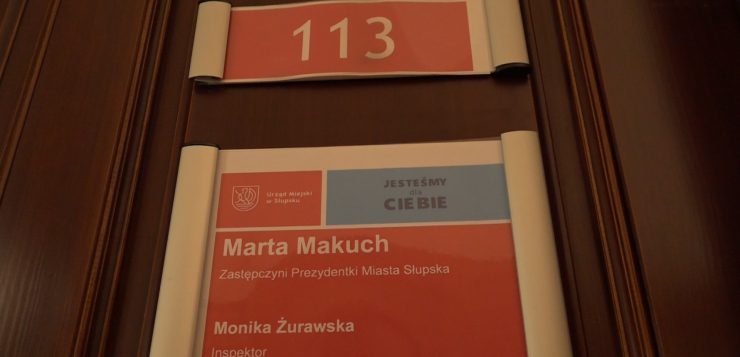 113
Urząd Miejski
w Słupsku
JESTEŚMY
dla
CIEBIE
Marta Makuch
Zastępczyni Prezydentki Miasta Słupska
Monika Żurawska
Inspektor